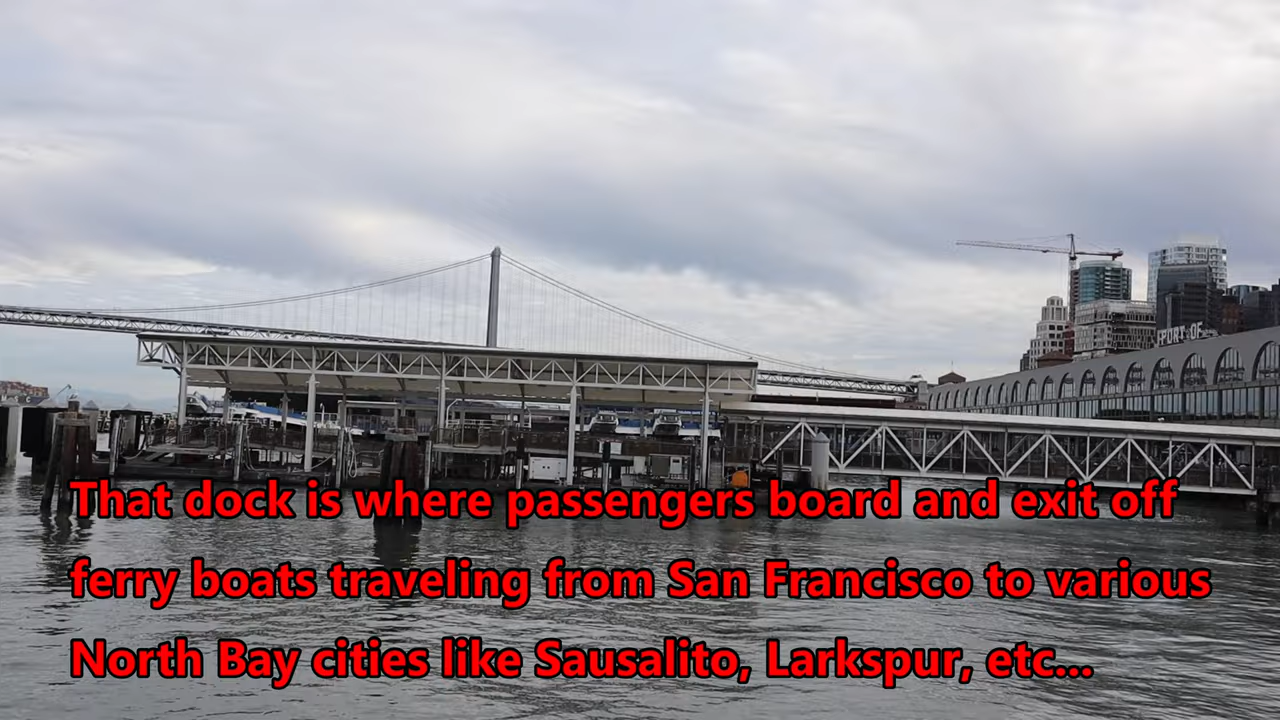 PORT OF
That dock is where passengers board and exit off
ferry boats traveling from San Francisco to various
North Bay cities like Sausalito, Larkspur, etc...